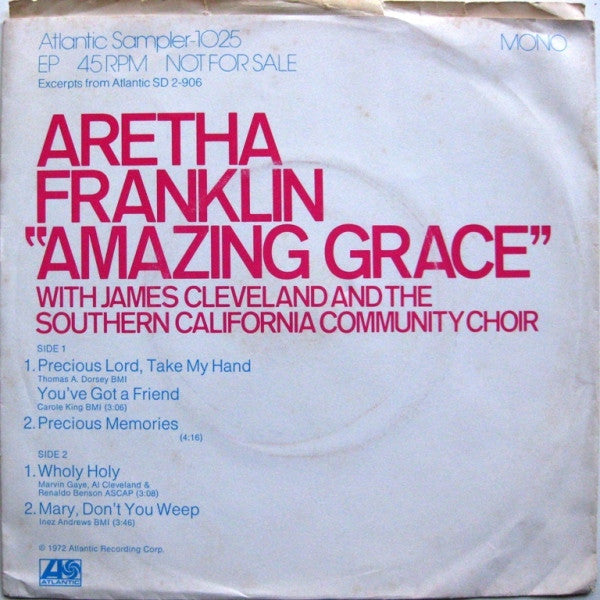 Atlantic Sampler-1025
MONO
EP 45 RPM NOT FOR SALE
Excerpts from Atlantic SD 2-906
ARETHA
FRANKLIN
"AMAZING GRACE"
WITH JAMES CLEVELAND AND THE
SOUTHERN CALIFORNIA COMMUNITY CHOIR
SIDE 1
1. Precious Lord, Take My Hand
Thomas A. Dorsey BMI
You've Got a Friend
Carole King BMI (3:06)
2. Precious Memories
(4:16)
SIDE 2
1. Wholy Holy
Marvin Gaye, Al Cleveland &
Renaldo Benson ASCAP (3:08)
2. Mary, Don't You Weep
Inez Andrews BMI (3:46)
© 1972 Atlantic Recording Corp.
ATLANTIC